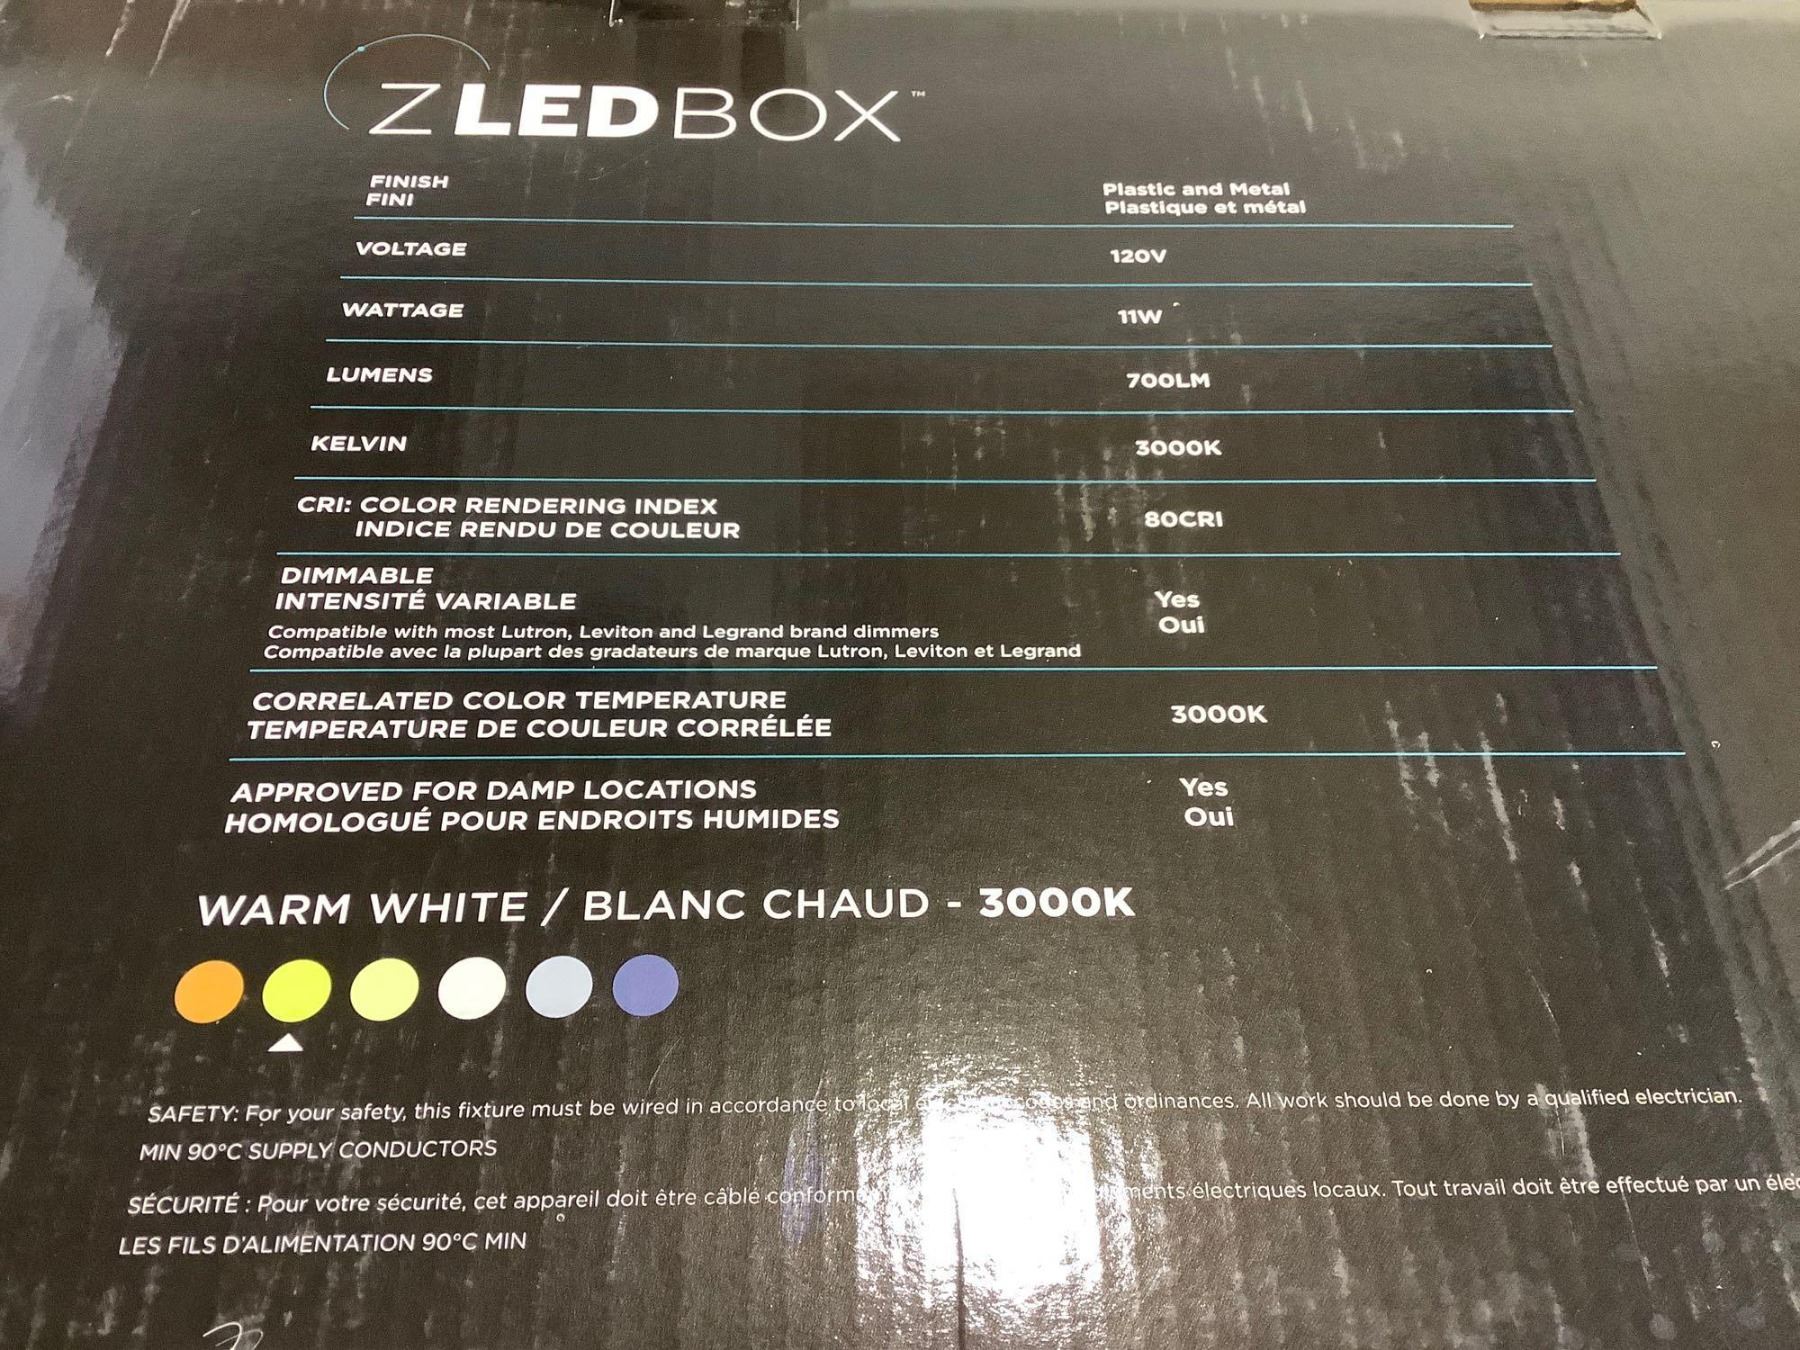 ZLEDBOX™
FINISH
FINI
Plastic and Metal
Plastique et métal
VOLTAGE 120V
WATTAGE 11W
LUMENS 700LM
KELVIN 3000K
CRI: COLOR RENDERING INDEX
INDICE RENDU DE COULEUR
80CRI
DIMMABLE
INTENSITÉ VARIABLE
Yes
Oui
Compatible with most Lutron, Leviton and Legrand brand dimmers
Compatible avec la plupart des gradateurs de marque Lutron, Leviton et Legrand
CORRELATED COLOR TEMPERATURE
TEMPERATURE DE COULEUR CORRÉLÉE
3000K
APPROVED FOR DAMP LOCATIONS
HOMOLOGUÉ POUR ENDROITS HUMIDES
Yes
Oui
WARM WHITE / BLANC CHAUD - 3000K
SAFETY: For your safety, this fixture must be wired in accordance to local codes and ordinances. All work should be done by a qualified electrician.
MIN 90°C SUPPLY CONDUCTORS
SÉCURITÉ : Pour votre sécurité, cet appareil doit être câblé électriques locaux. Tout travail doit être effectué par un
LES FILS D'ALIMENTATION 90°C MIN